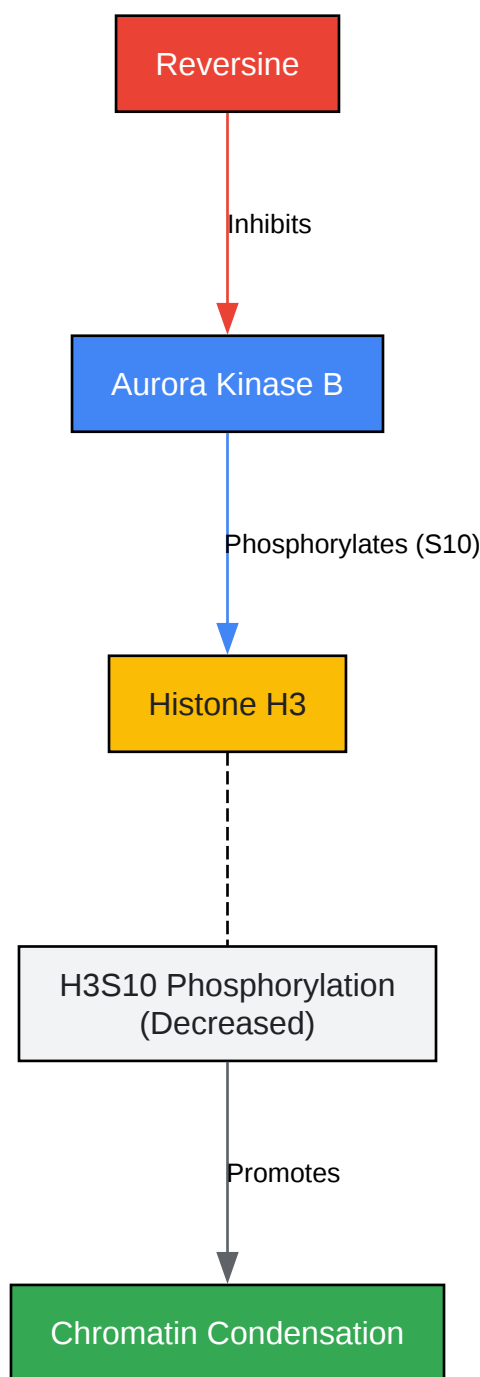 Reversine
Inhibits
Aurora Kinase B
Phosphorylates (S10)
Histone H3
H3S10 Phosphorylation
(Decreased)
Promotes
Chromatin Condensation